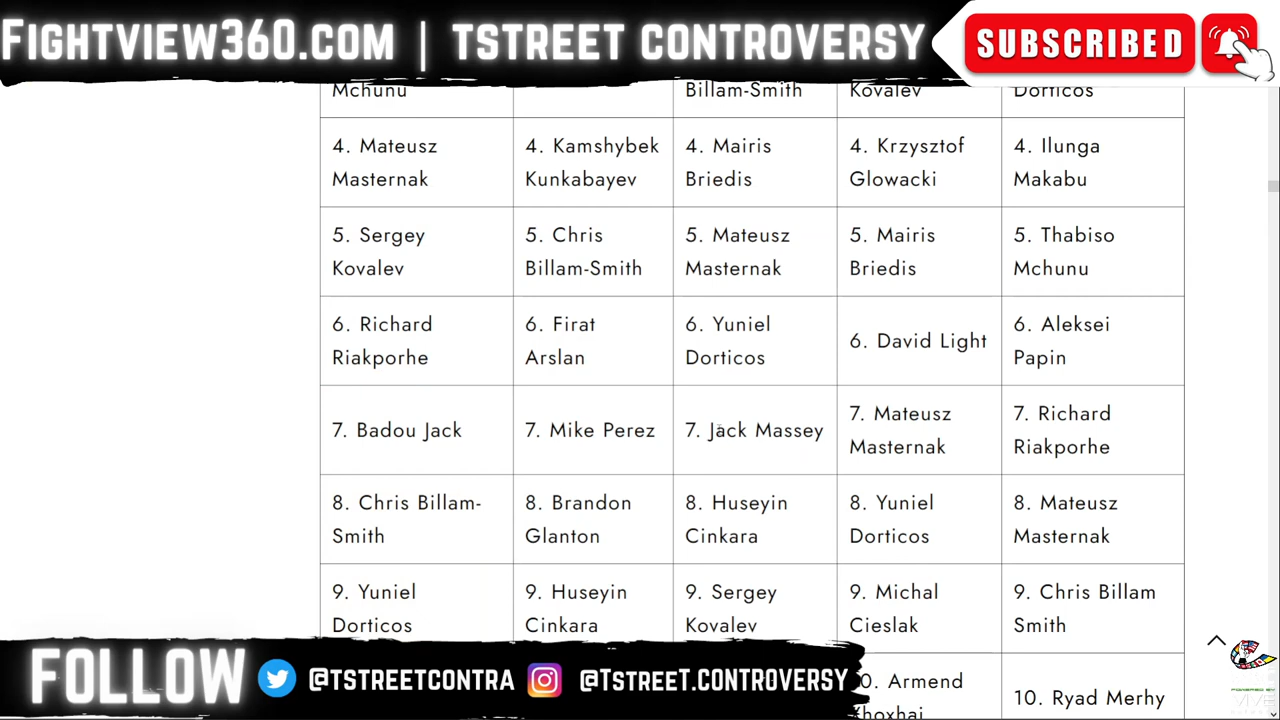 FIGHTVIEW360.COM | TSTREET CONTROVERSY
SUBSCRIBED
Mchunu
Billam-Smith
Kovalev
Dorticos
4. Mateusz
Masternak
4. Kamshybek
Kunkabayev
4. Mairis
Briedis
4. Krzysztof
Glowacki
4. Ilunga
Makabu
5. Sergey
Kovalev
5. Chris
Billam-Smith
5. Mateusz
Masternak
5. Mairis
Briedis
5. Thabiso
Mchunu
6. Richard
Riakporhe
6. Firat
Arslan
6. Yuniel
Dorticos
6. David Light
6. Aleksei
Papin
7. Badou Jack
7. Mike Perez
7. Jack Massey
7. Mateusz
Masternak
7. Richard
Riakporhe
8. Chris Billam-
Smith
8. Brandon
Glanton
8. Huseyin
Cinkara
8. Yuniel
Dorticos
8. Mateusz
Masternak
9. Yuniel
Dorticos
9. Huseyin
Cinkara
9. Sergey
Kovalev
9. Michal
Cieslak
9. Chris Billam
Smith
0. Armend
10. Ryad Merhy
FOLLOW
@TSTREETCONTRA
@TSTREET.CONTROVERSY
POWERED BY